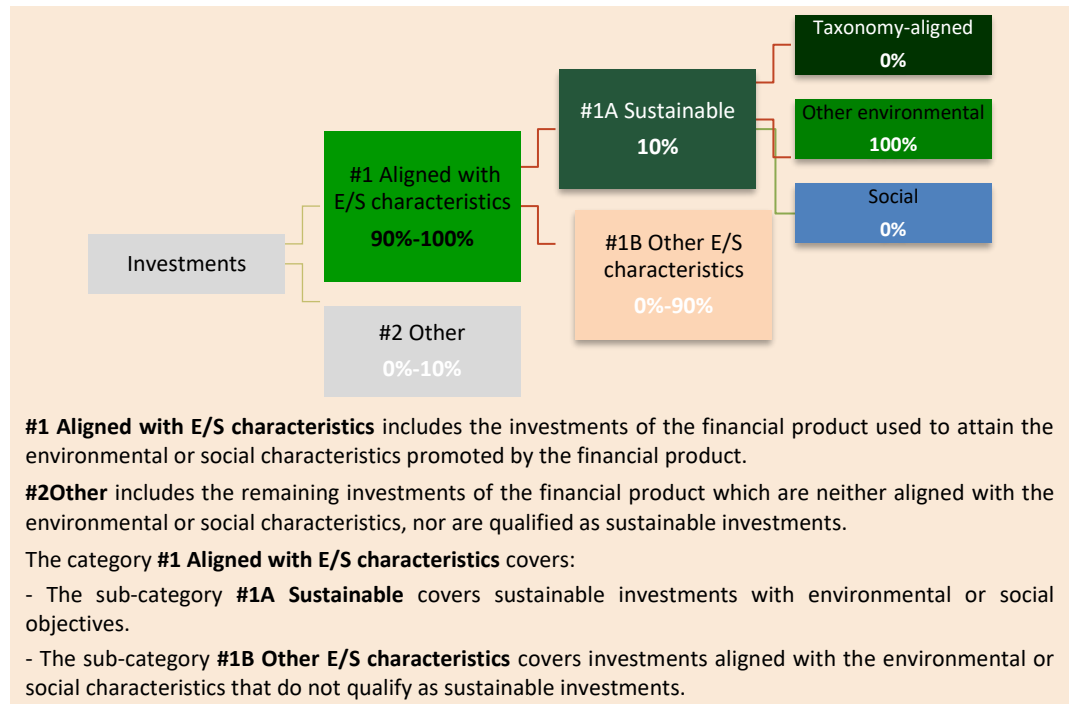 Taxonomy-aligned
0%
#1A Sustainable
10%
Other environmental
100%
#1 Aligned with
E/S characteristics
90%-100%
Social
0%
#1B Other E/S
characteristics
0%-90%
Investments
#2 Other
0%-10%
#1 Aligned with E/S characteristics includes the investments of the financial product used to attain the
environmental or social characteristics promoted by the financial product.
#2Other includes the remaining investments of the financial product which are neither aligned with the
environmental or social characteristics, nor are qualified as sustainable investments.
The category #1 Aligned with E/S characteristics covers:
- The sub-category #1A Sustainable covers sustainable investments with environmental or social
objectives.
- The sub-category #1B Other E/S characteristics covers investments aligned with the environmental or
social characteristics that do not qualify as sustainable investments.